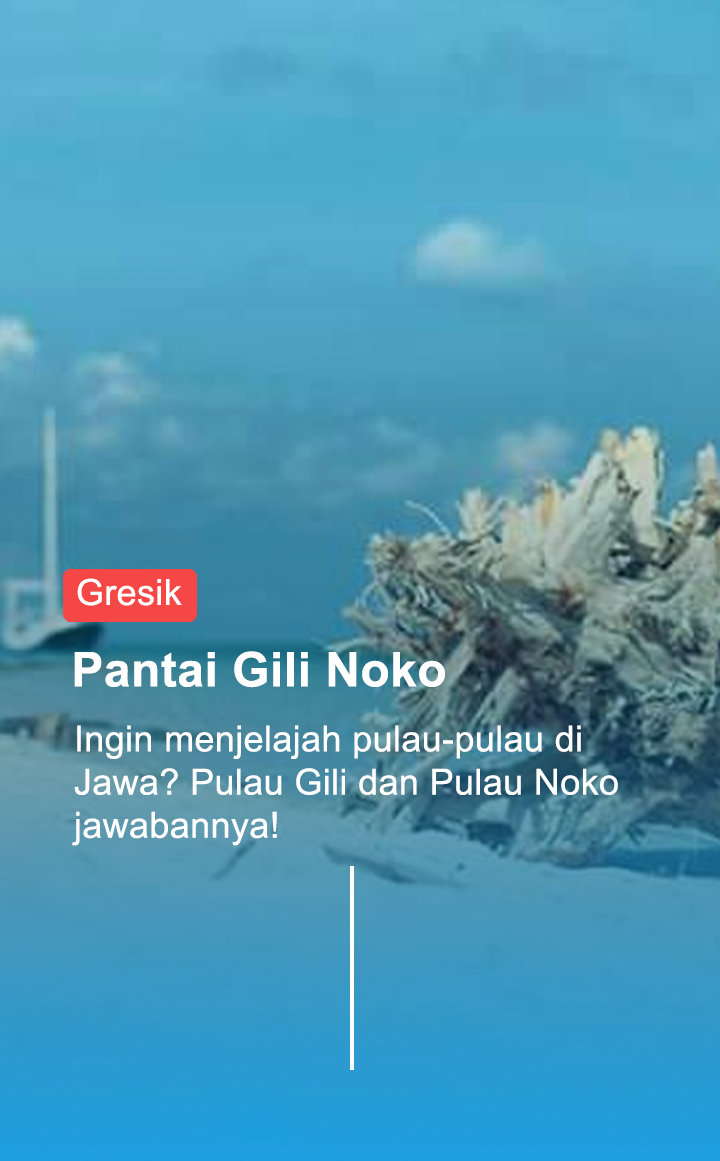 Gresik
Pantai Gili Noko
Ingin menjelajah pulau-pulau di
Jawa? Pulau Gili dan Pulau Noko
jawabannya!